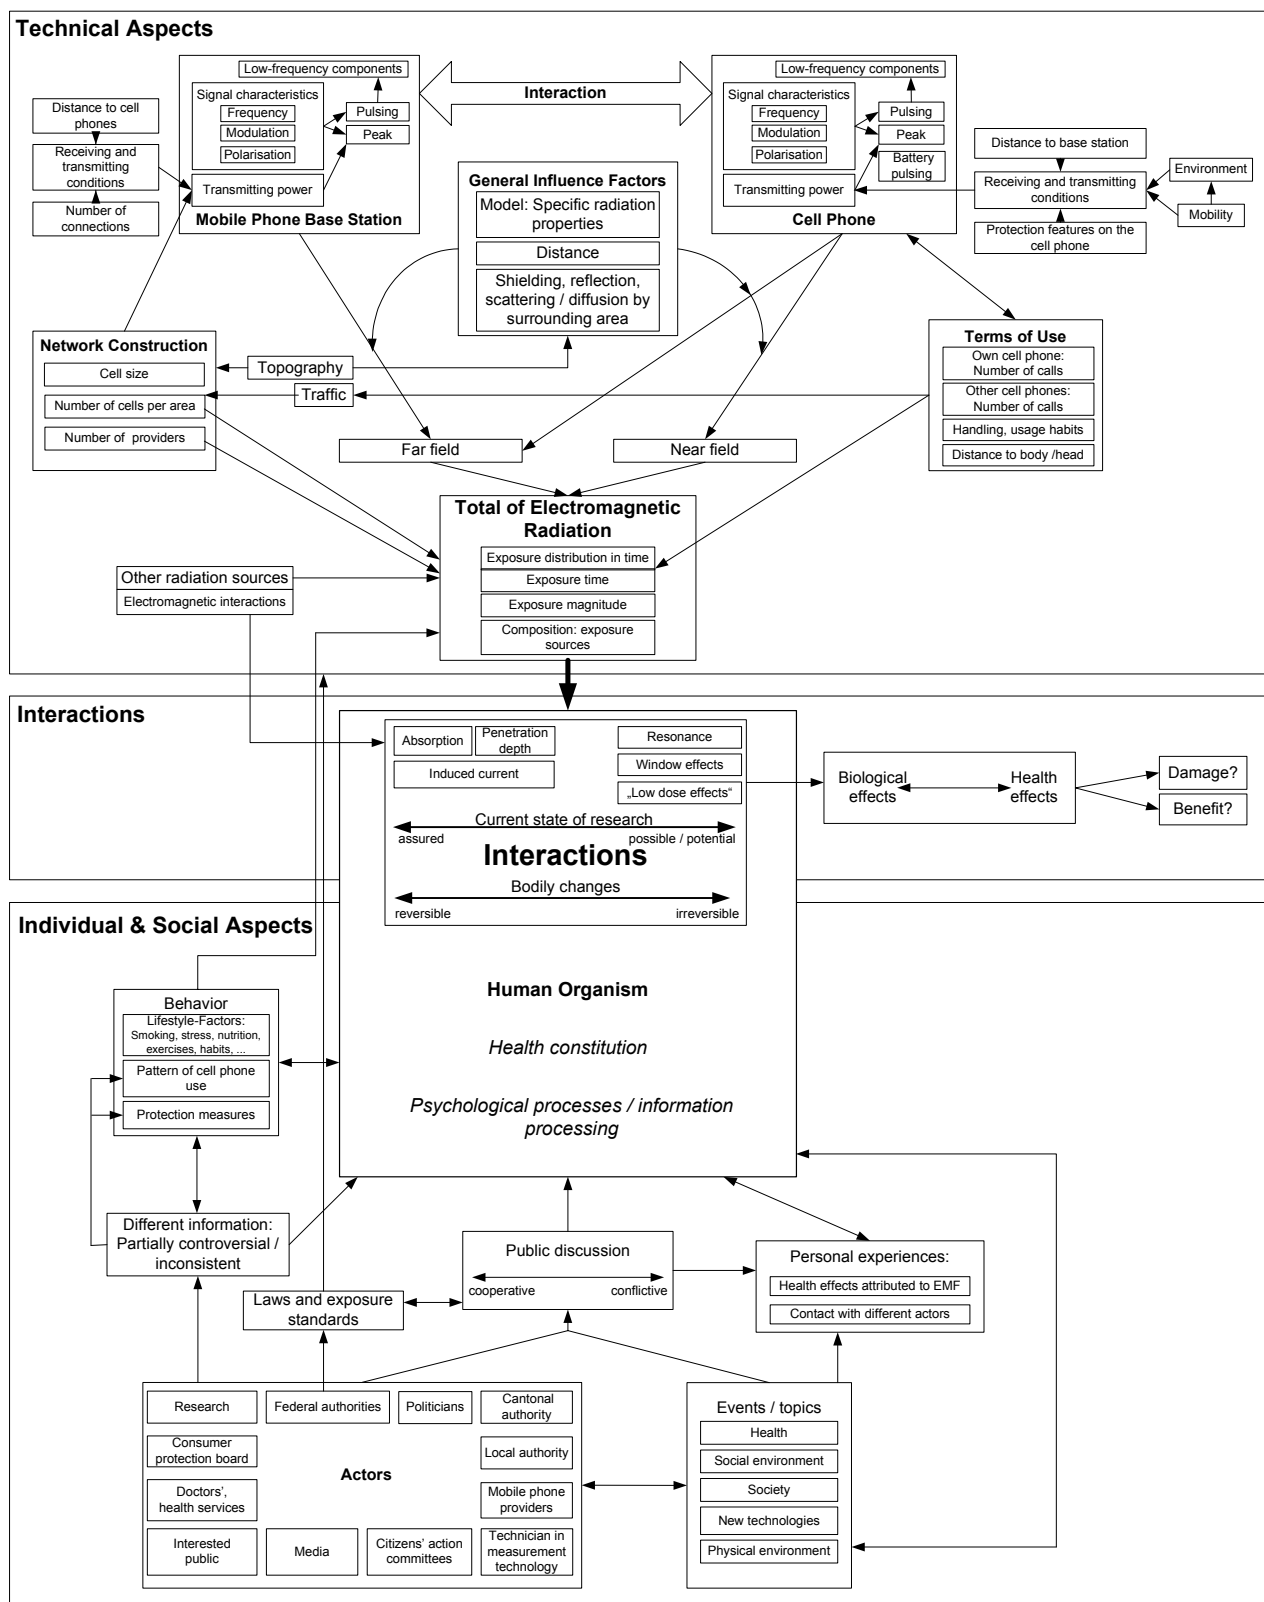 Technical Aspects
Low-frequency components
Signal characteristics
Frequency
Modulation
Polarisation
Pulsing
Peak
Transmitting power
Mobile Phone Base Station
Distance to cell
phones
Receiving and
transmitting
conditions
Number of
connections
Interaction
Low-frequency components
Signal characteristics
Frequency
Modulation
Polarisation
Pulsing
Peak
Battery
pulsing
Transmitting power
Cell Phone
Distance to base station
Receiving and transmitting
conditions
Protection features on the
cell phone
Environment
Mobility
General Influence Factors
Model: Specific radiation
properties
Distance
Shielding, reflection,
scattering / diffusion by
surrounding area
Network Construction
Cell size
Number of cells per area
Number of providers
Topography
Traffic
Terms of Use
Own cell phone:
Number of calls
Other cell phones:
Number of calls
Handling, usage habits
Distance to body /head
Far field
Near field
Total of Electromagnetic
Radiation
Exposure distribution in time
Exposure time
Exposure magnitude
Composition: exposure
sources
Other radiation sources
Electromagnetic interactions
Interactions
Absorption
Penetration
depth
Induced current
Resonance
Window effects
„Low dose effects“
Current state of research
assured
possible / potential
Interactions
Bodily changes
reversible
irreversible
Biological
effects
Health
effects
Damage?
Benefit?
Individual & Social Aspects
Human Organism
Health constitution
Psychological processes / information
processing
Behavior
Lifestyle-Factors:
Smoking, stress, nutrition,
exercises, habits, ...
Pattern of cell phone
use
Protection measures
Different information:
Partially controversial /
inconsistent
Laws and exposure
standards
Public discussion
cooperative
conflictive
Personal experiences:
Health effects attributed to EMF
Contact with different actors
Research
Federal authorities
Politicians
Cantonal
authority
Consumer
protection board
Local authority
Actors
Doctors’,
health services
Mobile phone
providers
Interested
public
Media
Citizens’ action
committees
Technician in
measurement
technology
Events / topics
Health
Social environment
Society
New technologies
Physical environment